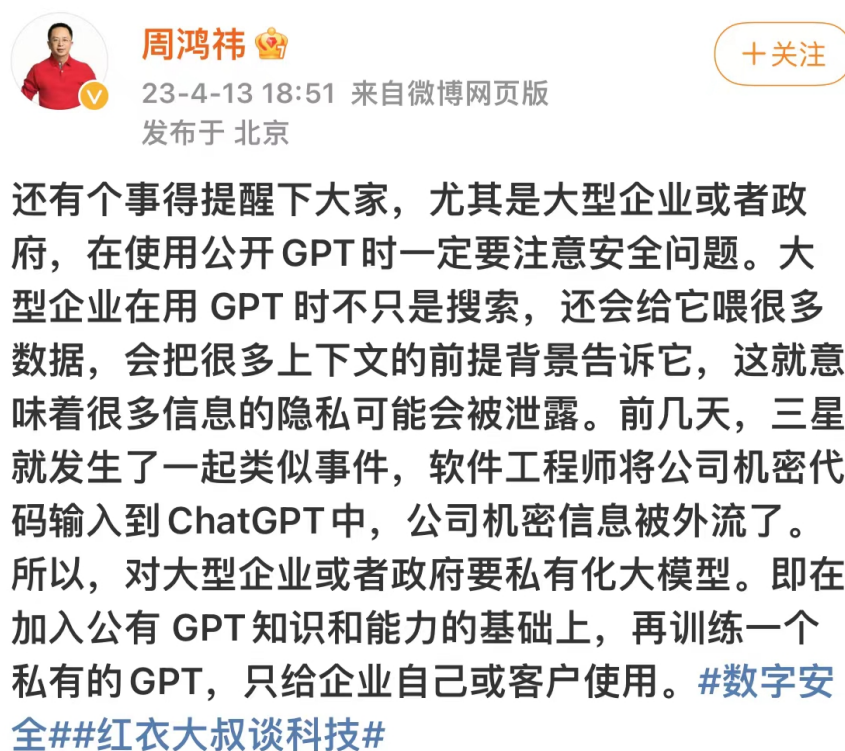 周鸿祎
+关注
23-4-13 18:51 来自微博网页版
发布于 北京
还有个事得提醒下大家，尤其是大型企业或者政
府，在使用公开GPT时一定要注意安全问题。大
型企业在用 GPT 时不只是搜索，还会给它喂很多
数据，会把很多上下文的前提背景告诉它，这就意
味着很多信息的隐私可能会被泄露。前几天，三星
就发生了一起类似事件，软件工程师将公司机密代
码输入到ChatGPT中，公司机密信息被外流了。
所以，对大型企业或者政府要私有化大模型。即在
加入公有 GPT知识和能力的基础上，再训练一个
私有的GPT，只给企业自己或客户使用。#数字安
全##红衣大叔谈科技#